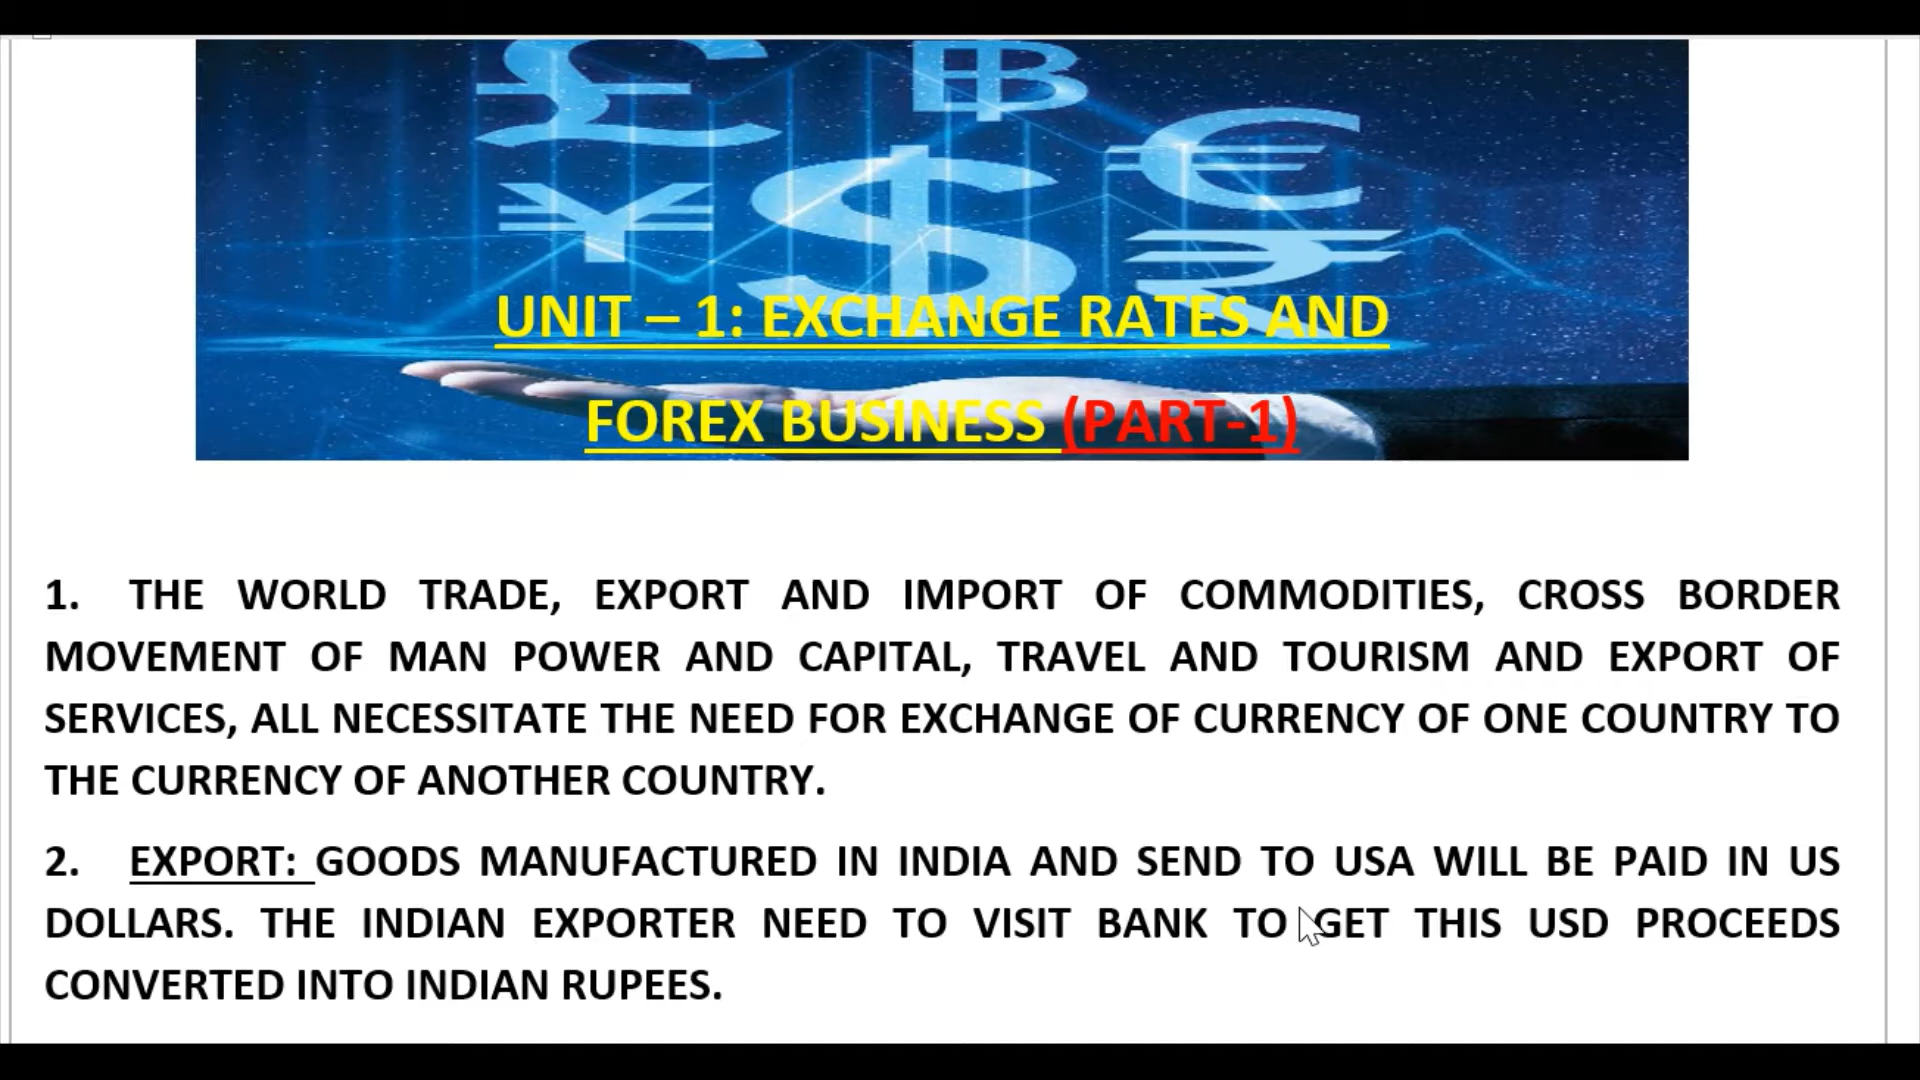 UNIT – 1: EXCHANGE RATES AND
FOREX BUSINESS (PART-1)
1. THE WORLD TRADE, EXPORT AND IMPORT OF COMMODITIES, CROSS BORDER
MOVEMENT OF MAN POWER AND CAPITAL, TRAVEL AND TOURISM AND EXPORT OF
SERVICES, ALL NECESSITATE THE NEED FOR EXCHANGE OF CURRENCY OF ONE COUNTRY TO
THE CURRENCY OF ANOTHER COUNTRY.
2. EXPORT: GOODS MANUFACTURED IN INDIA AND SEND TO USA WILL BE PAID IN US
DOLLARS. THE INDIAN EXPORTER NEED TO VISIT BANK TO GET THIS USD PROCEEDS
CONVERTED INTO INDIAN RUPEES.